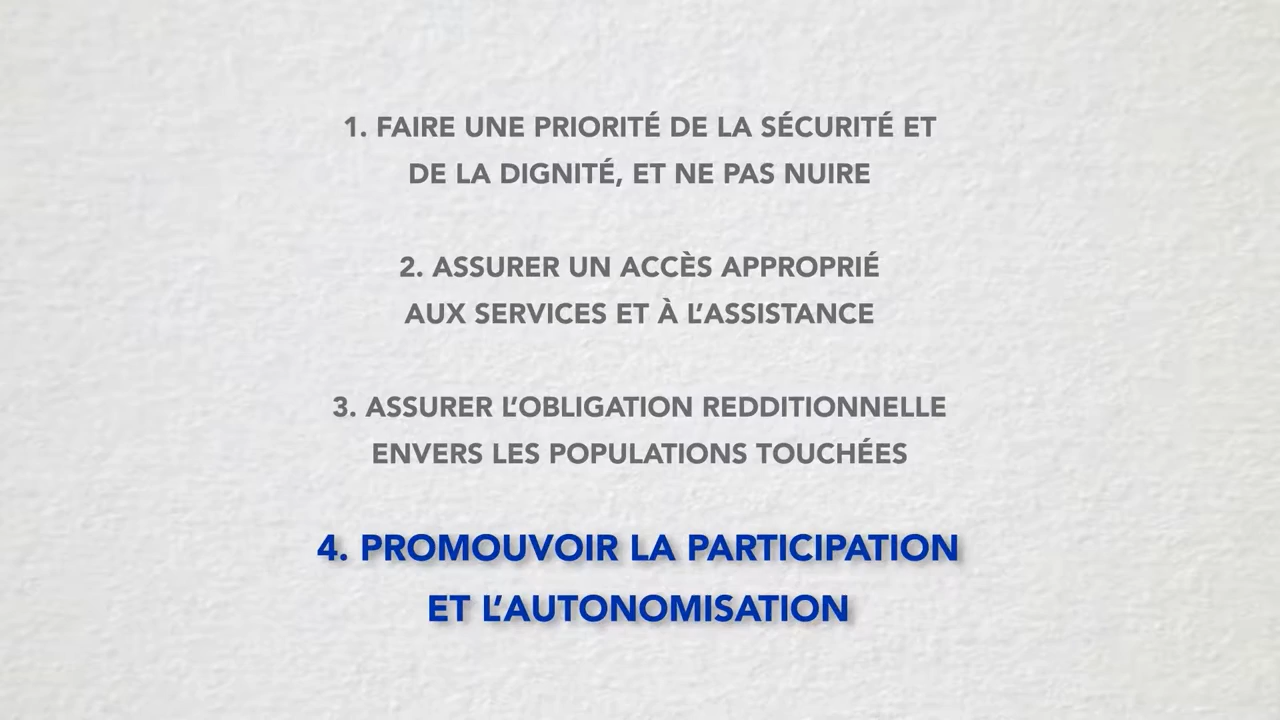 1. FAIRE UNE PRIORITÉ DE LA SÉCURITÉ ET
DE LA DIGNITÉ, ET NE PAS NUIRE
2. ASSURER UN ACCÈS APPROPRIÉ
AUX SERVICES ET À L’ASSISTANCE
3. ASSURER L’OBLIGATION REDDITIONNELLE
ENVERS LES POPULATIONS TOUCHÉES
4. PROMOUVOIR LA PARTICIPATION
ET L’AUTONOMISATION